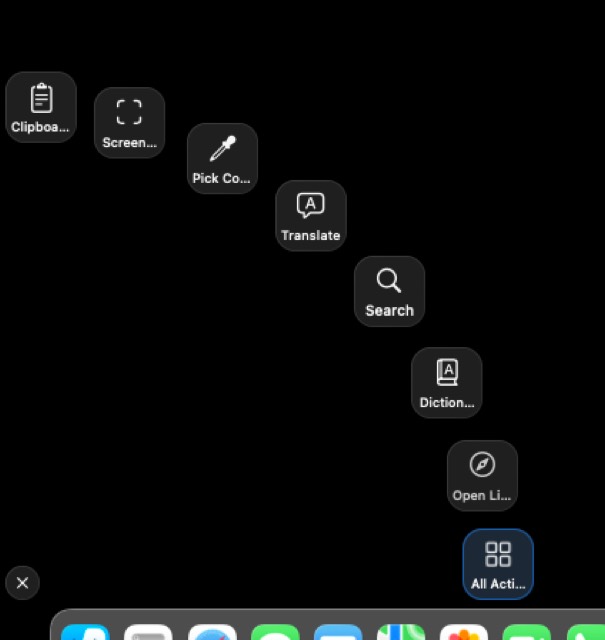 Clipboa...
Screen...
Pick Co...
A
Translate
Search
A
Diction...
Open Li...
All Acti...